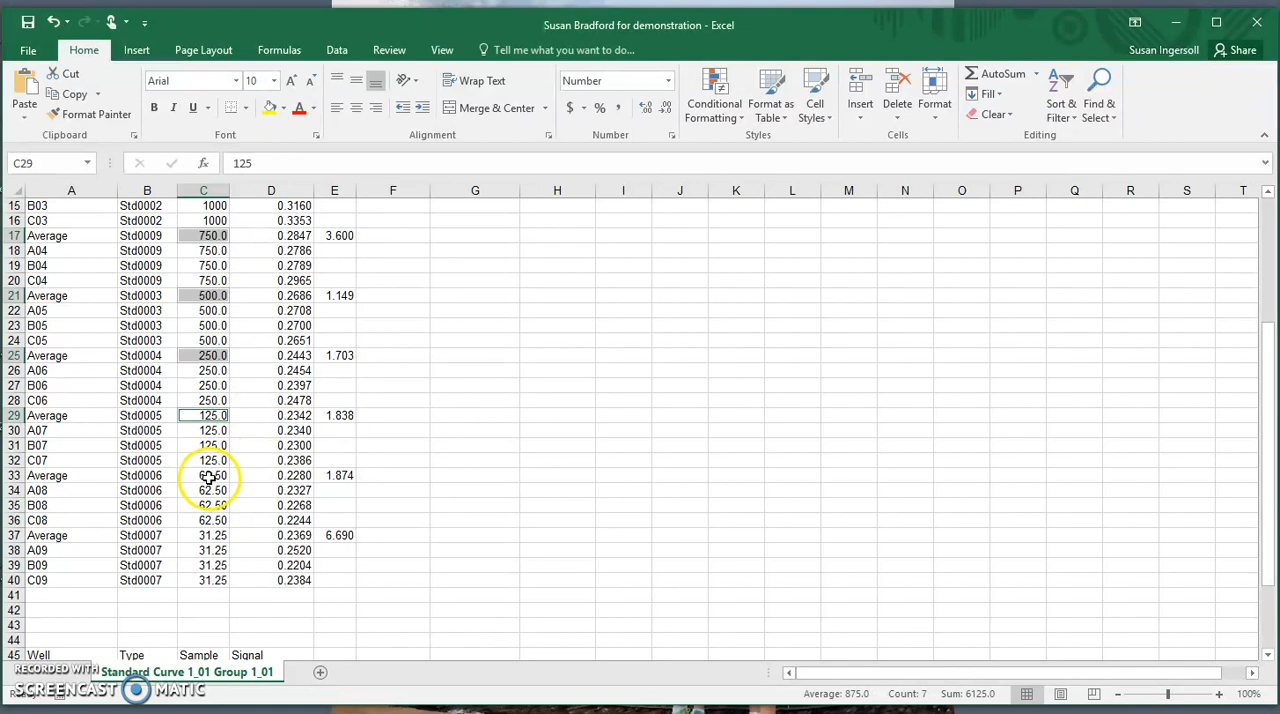 Susan Bradford for demonstration - Excel
File Home Insert Page Layout Formulas Data Review View Tell me what you want to do... Susan Ingersoll Share
Paste Cut Copy Format Painter
Arial 10
B I U
Wrap Text
Merge & Center
Number
$ % ,
Conditional Formatting Format as Table Cell Styles
Insert Delete Format
AutoSum Fill Clear
Sort & Filter Find & Select
Clipboard Font Alignment Number Styles Cells Editing
C29 fx 125
A B C D E F G H I J K L M N O P Q R S T
15 B03 Std0002 1000 0.3160
16 C03 Std0002 1000 0.3353
17 Average Std0009 750.0 0.2847 3.600
18 A04 Std0009 750.0 0.2786
19 B04 Std0009 750.0 0.2789
20 C04 Std0009 750.0 0.2965
21 Average Std0003 500.0 0.2686 1.149
22 A05 Std0003 500.0 0.2708
23 B05 Std0003 500.0 0.2700
24 C05 Std0003 500.0 0.2651
25 Average Std0004 250.0 0.2443 1.703
26 A06 Std0004 250.0 0.2454
27 B06 Std0004 250.0 0.2397
28 C06 Std0004 250.0 0.2478
29 Average Std0005 125.0 0.2342 1.838
30 A07 Std0005 125.0 0.2340
31 B07 Std0005 125.0 0.2300
32 C07 Std0005 125.0 0.2386
33 Average Std0006 0.2280 1.874
34 A08 Std0006 62.50 0.2327
35 B08 Std0006 62.50 0.2268
36 C08 Std0006 62.50 0.2244
37 Average Std0007 31.25 0.2369 6.690
38 A09 Std0007 31.25 0.2520
39 B09 Std0007 31.25 0.2204
40 C09 Std0007 31.25 0.2384
41
42
43
44
45 Well Type Sample Signal
Standard Curve 1_01 Group 1_01
Average: 875.0 Count: 7 Sum: 6125.0 100%
RECORDED WITH
SCREENCAST MATIC